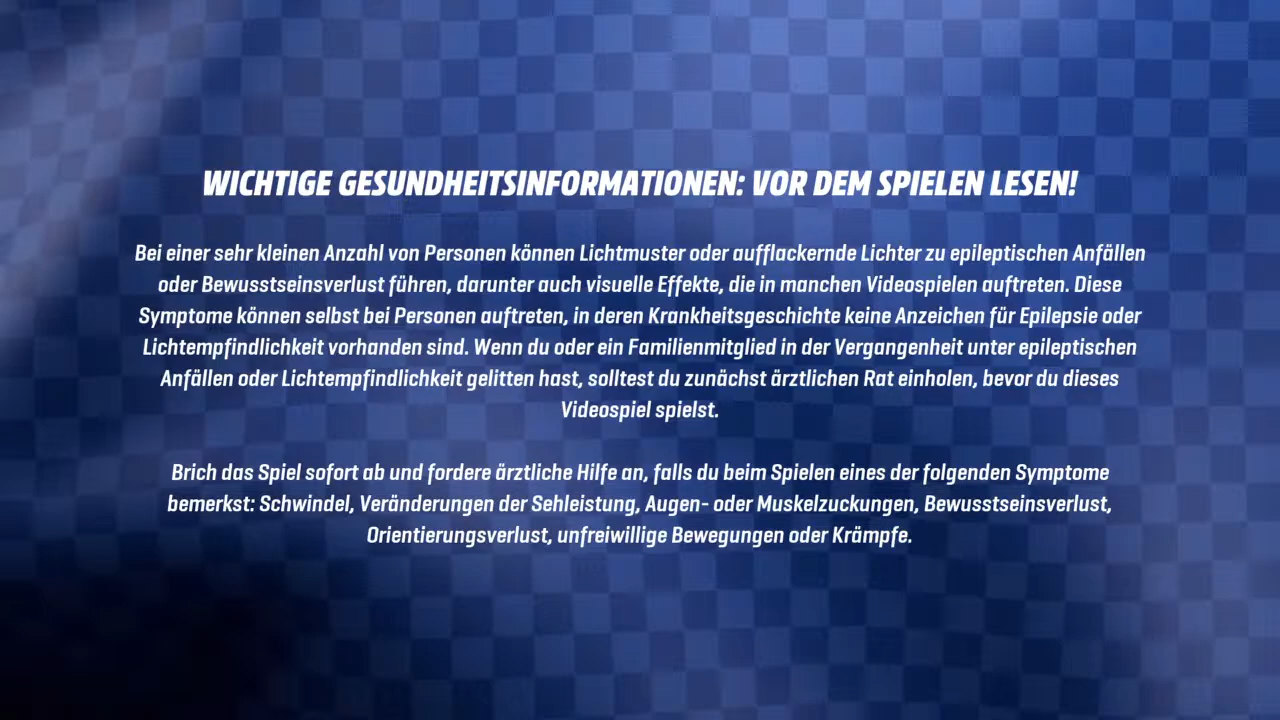 WICHTIGE GESUNDHEITSINFORMATIONEN: VOR DEM SPIELEN LESEN!
Bei einer sehr kleinen Anzahl von Personen können Lichtmuster oder aufflackernde Lichter zu epileptischen Anfällen
oder Bewusstseinsverlust führen, darunter auch visuelle Effekte, die in manchen Videospielen auftreten. Diese
Symptome können selbst bei Personen auftreten, in deren Krankheitsgeschichte keine Anzeichen für Epilepsie oder
Lichtempfindlichkeit vorhanden sind. Wenn du oder ein Familienmitglied in der Vergangenheit unter epileptischen
Anfällen oder Lichtempfindlichkeit gelitten hast, solltest du zunächst ärztlichen Rat einholen, bevor du dieses
Videospiel spielst.
Brich das Spiel sofort ab und fordere ärztliche Hilfe an, falls du beim Spielen eines der folgenden Symptome
bemerkst: Schwindel, Veränderungen der Sehleistung, Augen- oder Muskelzuckungen, Bewusstseinsverlust,
Orientierungsverlust, unfreiwillige Bewegungen oder Krämpfe.